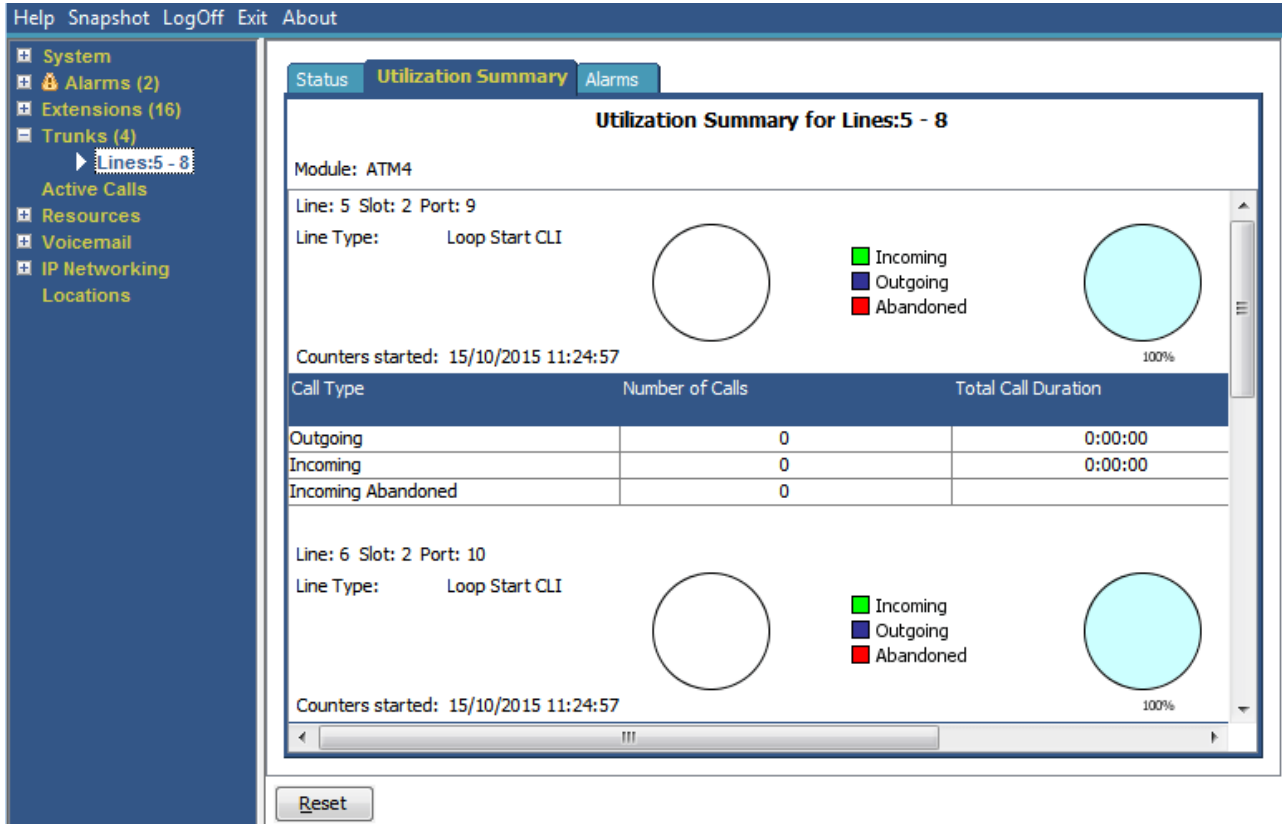 Help Snapshot LogOff Exit About
System
Alarms (2)
Extensions (16)
Trunks (4)
Lines:5 - 8
Active Calls
Resources
Voicemail
IP Networking
Locations
Status Utilization Summary Alarms
Utilization Summary for Lines:5 - 8
Module: ATM4
Line: 5 Slot: 2 Port: 9
Line Type: Loop Start CLI
Incoming
Outgoing
Abandoned
100%
Counters started: 15/10/2015 11:24:57
Call Type Number of Calls Total Call Duration
Outgoing 0 0:00:00
Incoming 0 0:00:00
Incoming Abandoned 0
Line: 6 Slot: 2 Port: 10
Line Type: Loop Start CLI
Incoming
Outgoing
Abandoned
100%
Counters started: 15/10/2015 11:24:57
Reset